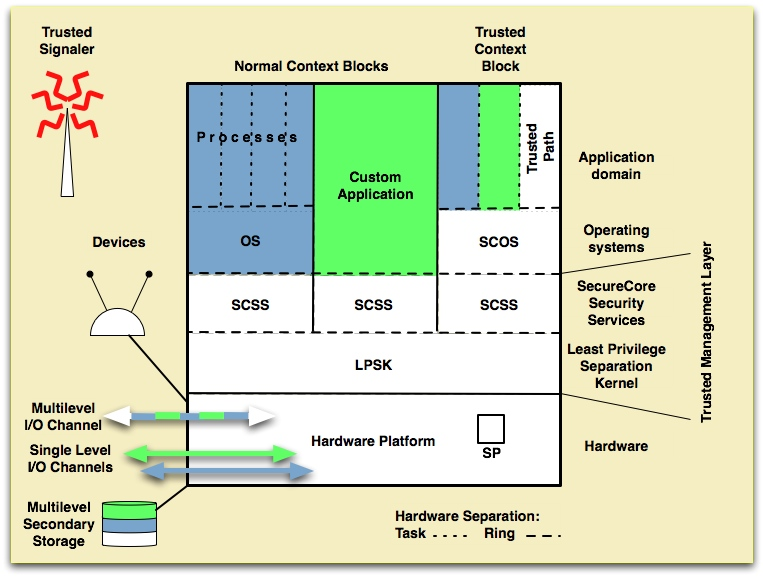 Trusted
Signaler
Normal Context Blocks
Trusted
Context
Block
Processes
Custom
Application
Trusted
Path
Application
domain
Devices
OS
SCOS
Operating
systems
SCSS
SCSS
SCSS
SecureCore
Security
Services
LPSK
Least Privilege
Separation
Kernel
Trusted Management Layer
Multilevel
I/O Channel
Single Level
I/O Channels
Hardware Platform
SP
Hardware
Multilevel
Secondary
Storage
Hardware Separation:
Task - - - - Ring — — –